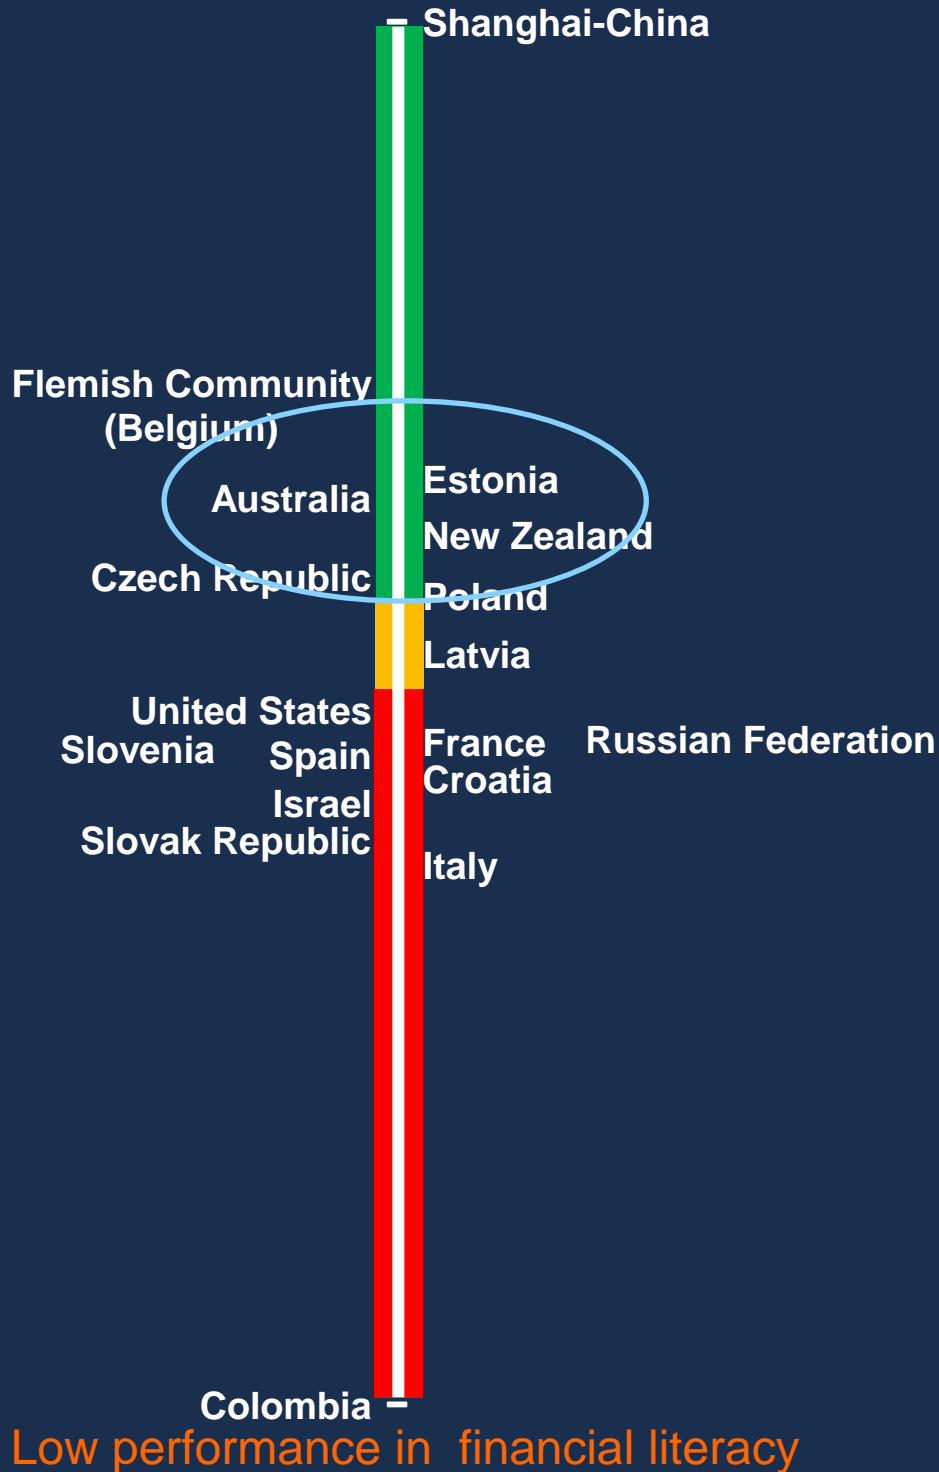 Shanghai-China
Flemish Community
(Belgium)
Estonia
Australia
New Zealand
Czech Republic
Poland
Latvia
United States
Slovenia Spain France Russian Federation
Croatia
Israel
Slovak Republic
Italy
Colombia
Low performance in  financial literacy